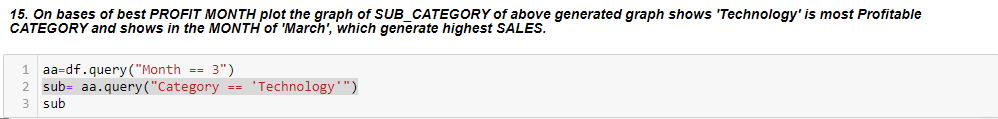 15. On bases of best PROFIT MONTH plot the graph of SUB_CATEGORY of above generated graph shows 'Technology' is most Profitable
CATEGORY and shows in the MONTH of 'March', which generate highest SALES.
1 aa=df.query("Month == 3")
2 sub= aa.query("Category == 'Technology'")
3 sub